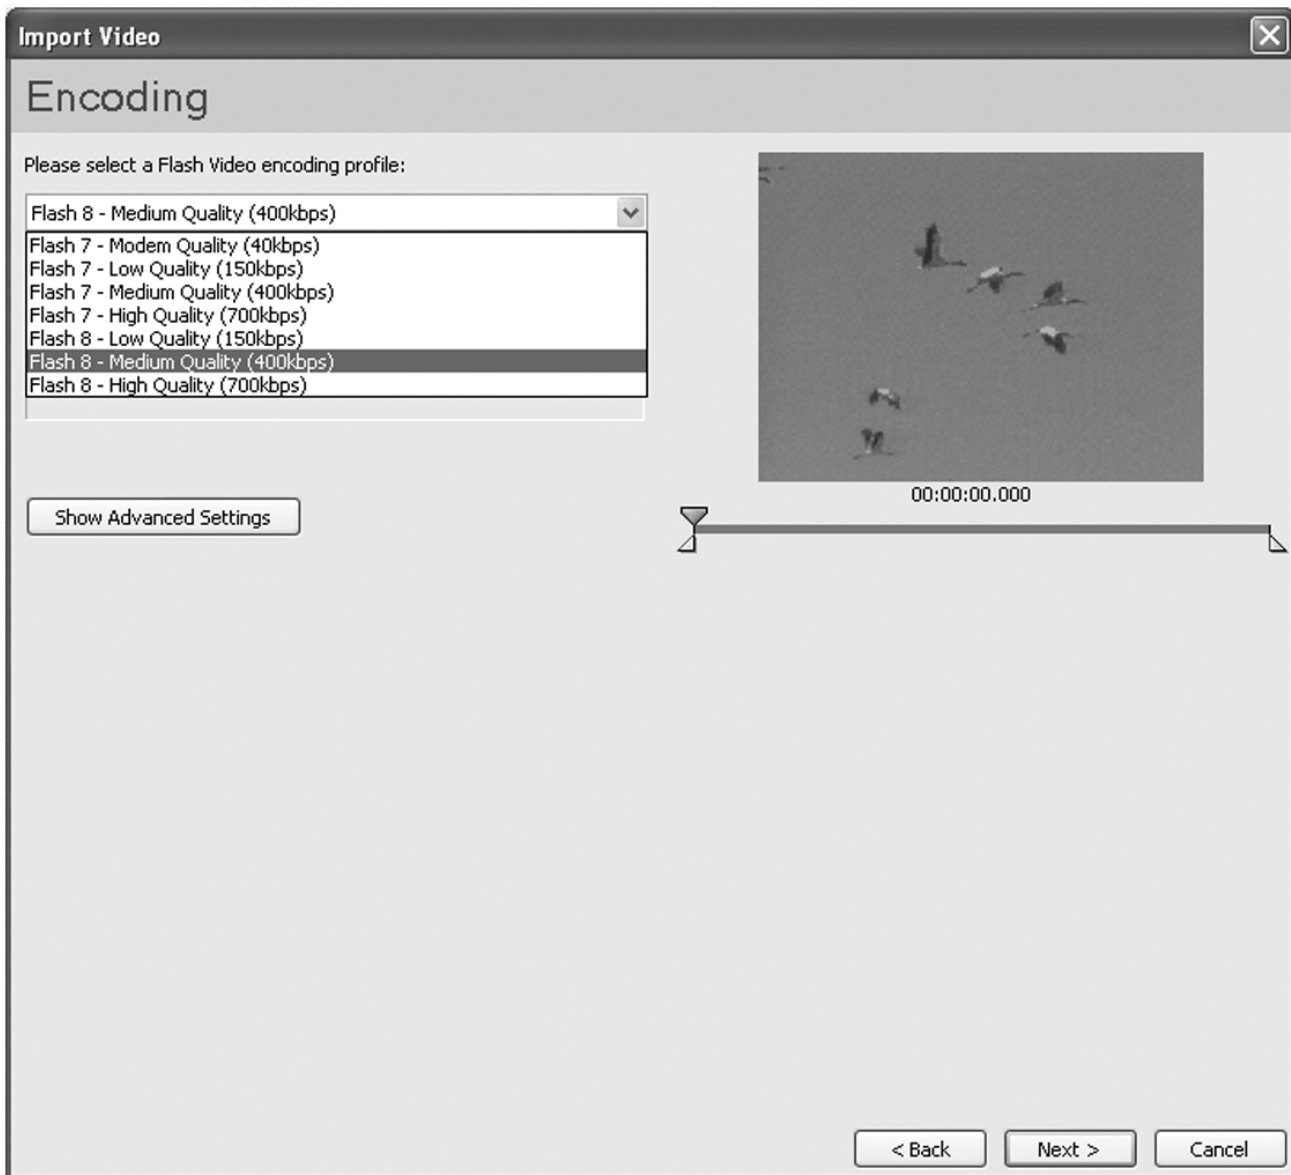 Import Video
Encoding
Please select a Flash Video encoding profile:
Flash 8 - Medium Quality (400kbps)
Flash 7 - Modem Quality (40kbps)
Flash 7 - Low Quality (150kbps)
Flash 7 - Medium Quality (400kbps)
Flash 7 - High Quality (700kbps)
Flash 8 - Low Quality (150kbps)
Flash 8 - Medium Quality (400kbps)
Flash 8 - High Quality (700kbps)
00:00:00.000
Show Advanced Settings
< Back
Next >
Cancel